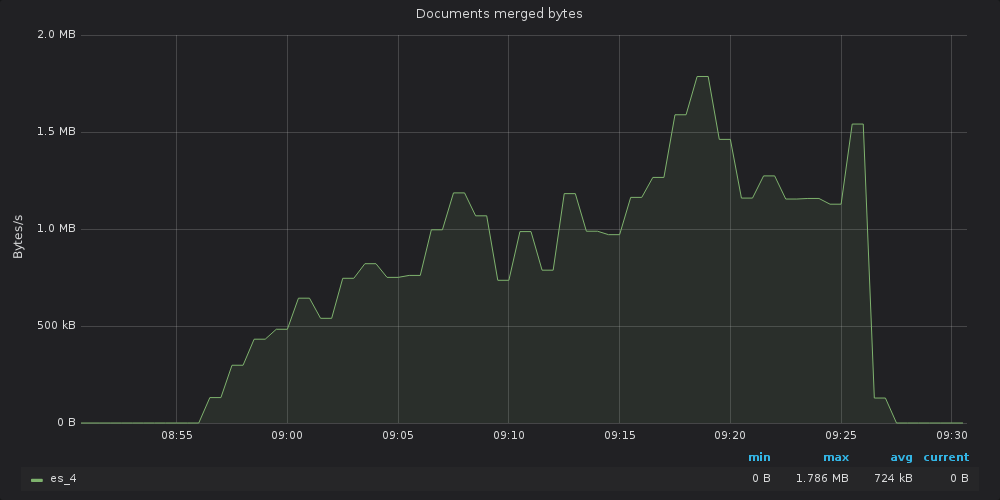 Documents merged bytes
2.0 MB
1.5 MB
1.0 MB
500 kB
0 B
Bytes/s
08:55 09:00 09:05 09:10 09:15 09:20 09:25 09:30
min max avg current
es_4 0 B 1.786 MB 724 kB 0 B